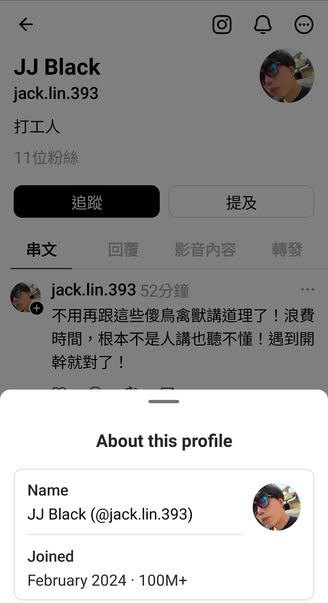 JJ Black
jack.lin.393
打工人
11位粉絲
追蹤
提及
串文
回覆
影音內容
轉發
jack.lin.393 52分鐘
不用再跟這些傻鳥禽獸講道理了！浪費
時間，根本不是人講也聽不懂！遇到開
幹就對了！
About this profile
Name
JJ Black (@jack.lin.393)
Joined
February 2024 · 100M+